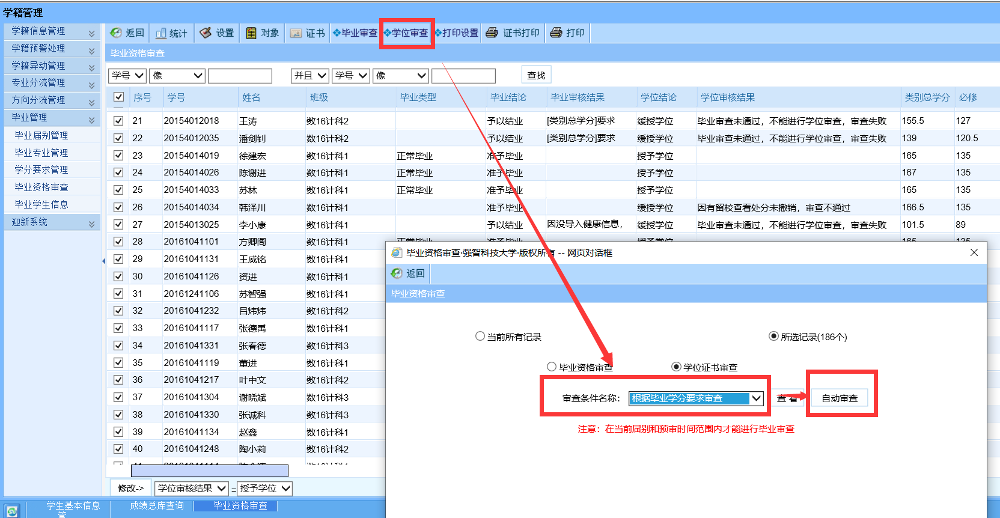 学籍管理
学籍信息管理
学籍预警处理
学籍异动管理
专业分流管理
方向分流管理
毕业管理
毕业届别管理
毕业专业管理
学分要求管理
毕业资格审查
毕业学生信息
迎新系统
返回 统计 设置 对象 证书 毕业审查 学位审查 打印设置 证书打印 打印
毕业资格审查
学号 像 并且 学号 像 查找
序号 学号 姓名 班级 毕业类型 毕业结论 毕业审核结果 学位结论 学位审核结果 类别总学分 必修
21 20154012018 王涛 数16计科2 予以结业 [类别总学分]要求 缓授学位 毕业审查未通过，不能进行学位审查，审查失败 155.5 127
22 20154012035 潘剑钊 数16计科2 予以结业 [类别总学分]要求 缓授学位 毕业审查未通过，不能进行学位审查，审查失败 139 120.5
23 20154014019 徐建宏 数16计科1 正常毕业 准予毕业 授予学位 165 135
24 20154014026 陈谢进 数16计科1 正常毕业 准予毕业 授予学位 167 135
25 20154014033 苏林 数16计科1 正常毕业 准予毕业 授予学位 165 135
26 20154014034 韩泽川 数16计科1 准予毕业 缓授学位 因有留校查看处分未撤销，审查不通过 166.5 135
27 20154013025 李小康 数16计科1 予以结业 因没导入健康信息， 缓授学位 毕业审查未通过，不能进行学位审查，审查失败 101.5 89
28 20161041101 方卿阁 数16计科1 正常毕业 准予毕业 授予学位 165 135
29 20161041131 王威铭 数16计科1
30 20161041126 资进 数16计科1
31 20161241106 苏智强 数16计科1
32 20161041232 吕炜炜 数16计科2
33 20161041117 张德禹 数16计科1
34 20161041331 张春德 数16计科3
35 20161041119 董进 数16计科1
36 20161041217 叶中文 数16计科2
37 20161041304 谢晓斌 数16计科3
38 20161041330 张诚科 数16计科3
39 20161041134 赵鑫 数16计科1
40 20161041248 陶小莉 数16计科2
修改-> 学位审核结果 = 授予学位
学生基本信息管 成绩总库查询 毕业资格审查
毕业资格审查·强智科技大学·版权所有 -- 网页对话框
返回
毕业资格审查
当前所有记录 所选记录(186个)
毕业资格审查 学位证书审查
审查条件名称： 根据毕业学分要求审查 查 看 自动审查
注意：在当前届别和预审时间范围内才能进行毕业审查